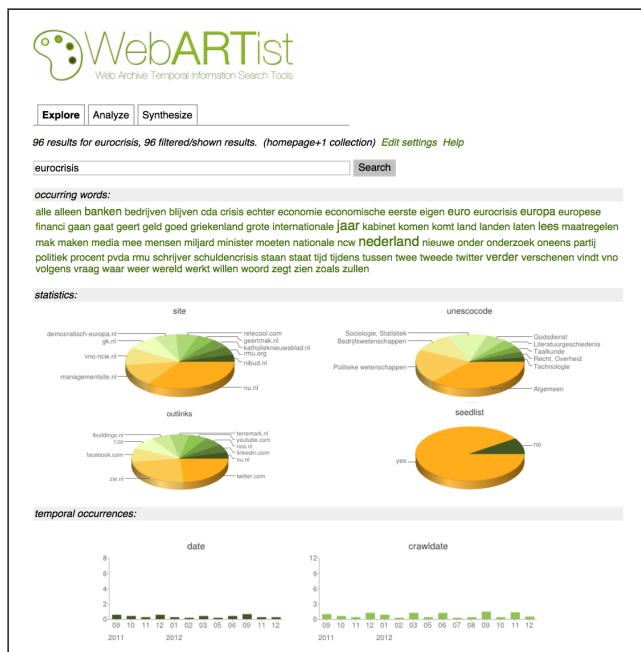 WebARTist
Web Archive Temporal Information Search Tools
Explore Analyze Synthesize
96 results for eurocrisis, 96 filtered/shown results. (homepage+1 collection) Edit settings Help
eurocrisis Search
occurring words:
alle alleen banken bedrijven blijven cda crisis echter economie economische eerste eigen euro eurocrisis europa europese
financi gaan gaat geert geld goed griekenland grote internationale jaar kabinet komen komt land landen laten lees maatregelen
mak maken media mee mensen miljard minister moeten nationale ncw nederland nieuwe onder onderzoek oneens partij
politiek procent pvda rmu schrijver schuldencrisis staan staat tijd tijdens tussen twee tweede twitter verder verschenen vindt vno
volgens vraag waar weer wereld werkt willen woord zegt zien zoals zullen
statistics:
site
democratisch-europa.nl
gk.nl
vno-ncw.nl
managementsite.nl
retecool.com
geertmak.nl
katholieknieuwsblad.nl
rmu.org
nibud.nl
nu.nl
unescocode
Sociologie, Statistiek
Bedrijfswetenschappen
Politieke wetenschappen
Godsdienst
Literatuurgeschiedenis
Taalkunde
Recht, Overheid
Technologie
Algemeen
outlinks
ibuildings.nl
t.co
facebook.com
zie.nl
terremark.nl
youtube.com
nos.nl
linkedin.com
nu.nl
twitter.com
seedlist
no
yes
temporal occurrences:
date
8
6
4
2
0
09 10 11 12 01 02 03 05 06 09 11 12
2011 2012
crawldate
12
9
6
3
0
09 10 11 12 01 02 03 05 06 07 08 09 10 11 12
2011 2012